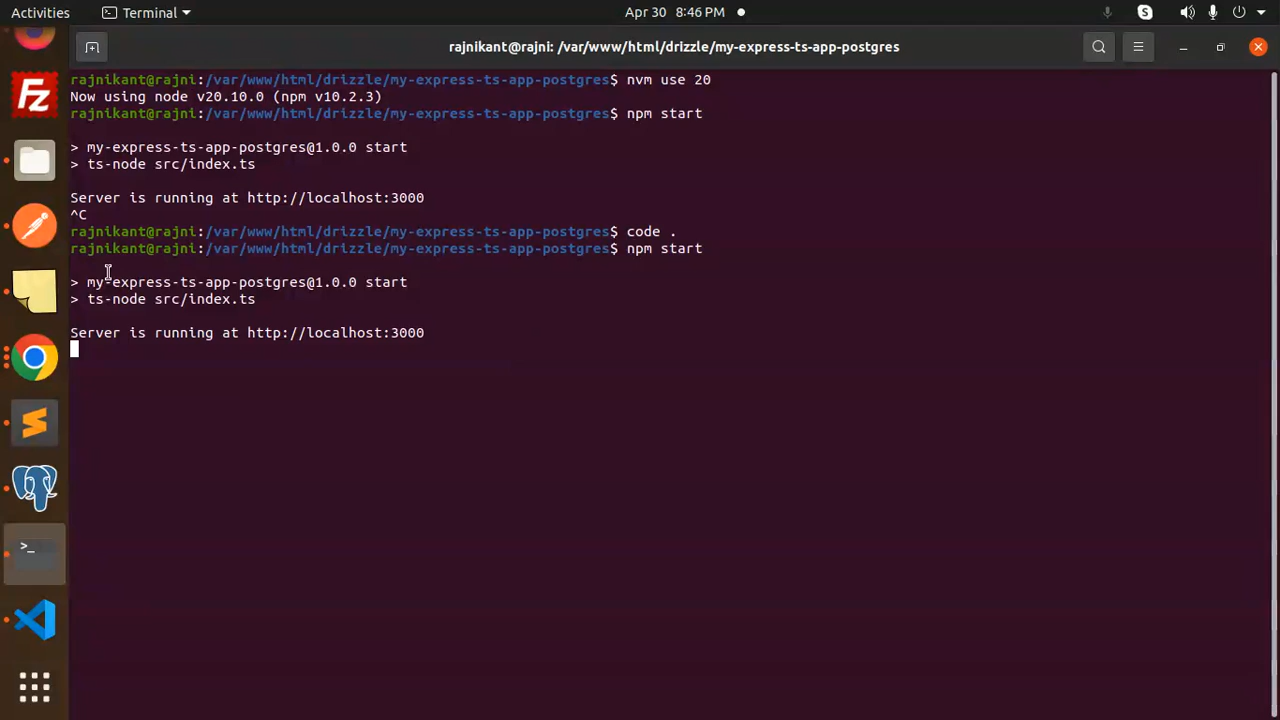 Activities Terminal Apr 30 8:46 PM
rajnikant@rajni: /var/www/html/drizzle/my-express-ts-app-postgres
rajnikant@rajni:/var/www/html/drizzle/my-express-ts-app-postgres$ nvm use 20
Now using node v20.10.0 (npm v10.2.3)
rajnikant@rajni:/var/www/html/drizzle/my-express-ts-app-postgres$ npm start
> my-express-ts-app-postgres@1.0.0 start
> ts-node src/index.ts
Server is running at http://localhost:3000
^C
rajnikant@rajni:/var/www/html/drizzle/my-express-ts-app-postgres$ code .
rajnikant@rajni:/var/www/html/drizzle/my-express-ts-app-postgres$ npm start
> my-express-ts-app-postgres@1.0.0 start
> ts-node src/index.ts
Server is running at http://localhost:3000